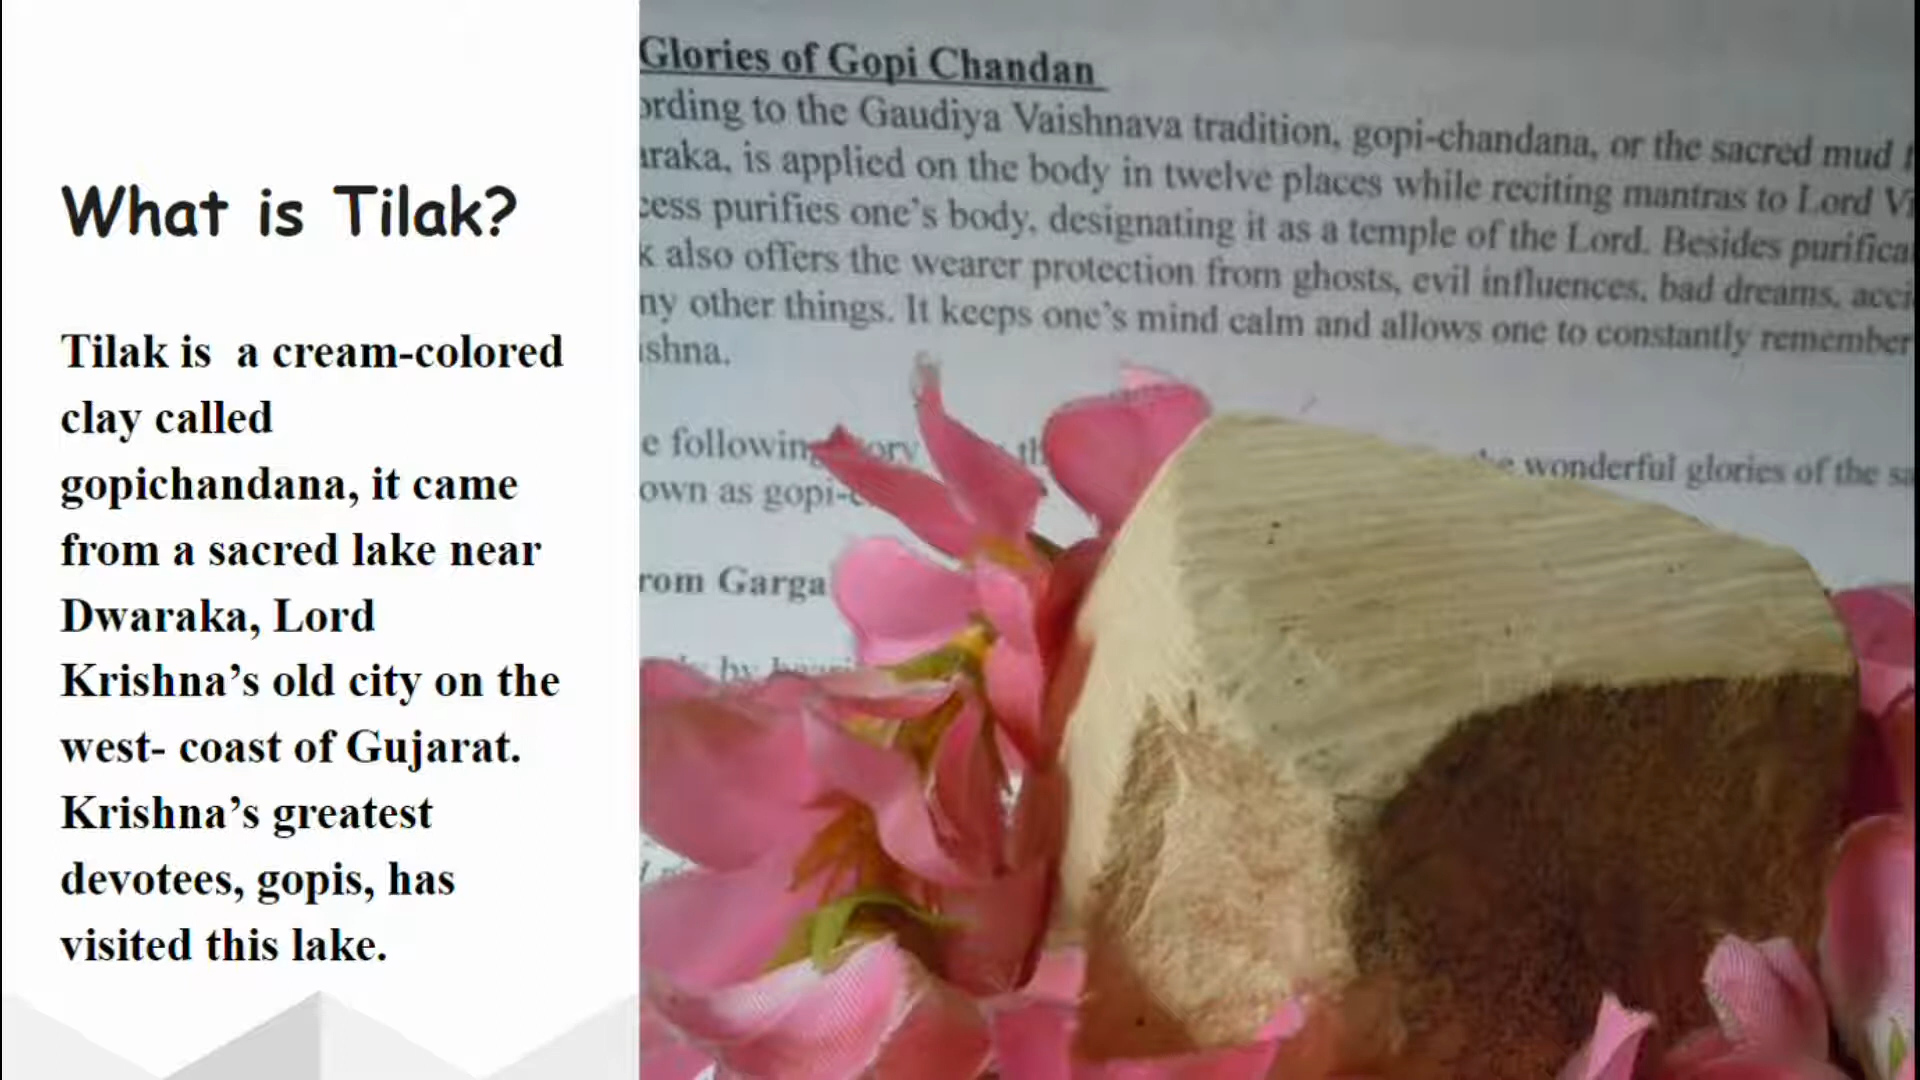 What is Tilak?
Tilak is a cream-colored
clay called
gopichandana, it came
from a sacred lake near
Dwaraka, Lord
Krishna’s old city on the
west- coast of Gujarat.
Krishna’s greatest
devotees, gopis, has
visited this lake.
Glories of Gopi Chandan
ording to the Gaudiya Vaishnava tradition, gopi-chandana, or the sacred mud
araka, is applied on the body in twelve places while reciting mantras to Lord
cess purifies one’s body, designating it as a temple of the Lord. Besides
k also offers the wearer protection from ghosts, evil influences, bad dreams,
ny other things. It keeps one’s mind calm and allows one to constantly remember
ishna.
e following wonderful glories of the
own as
rom Garga
by